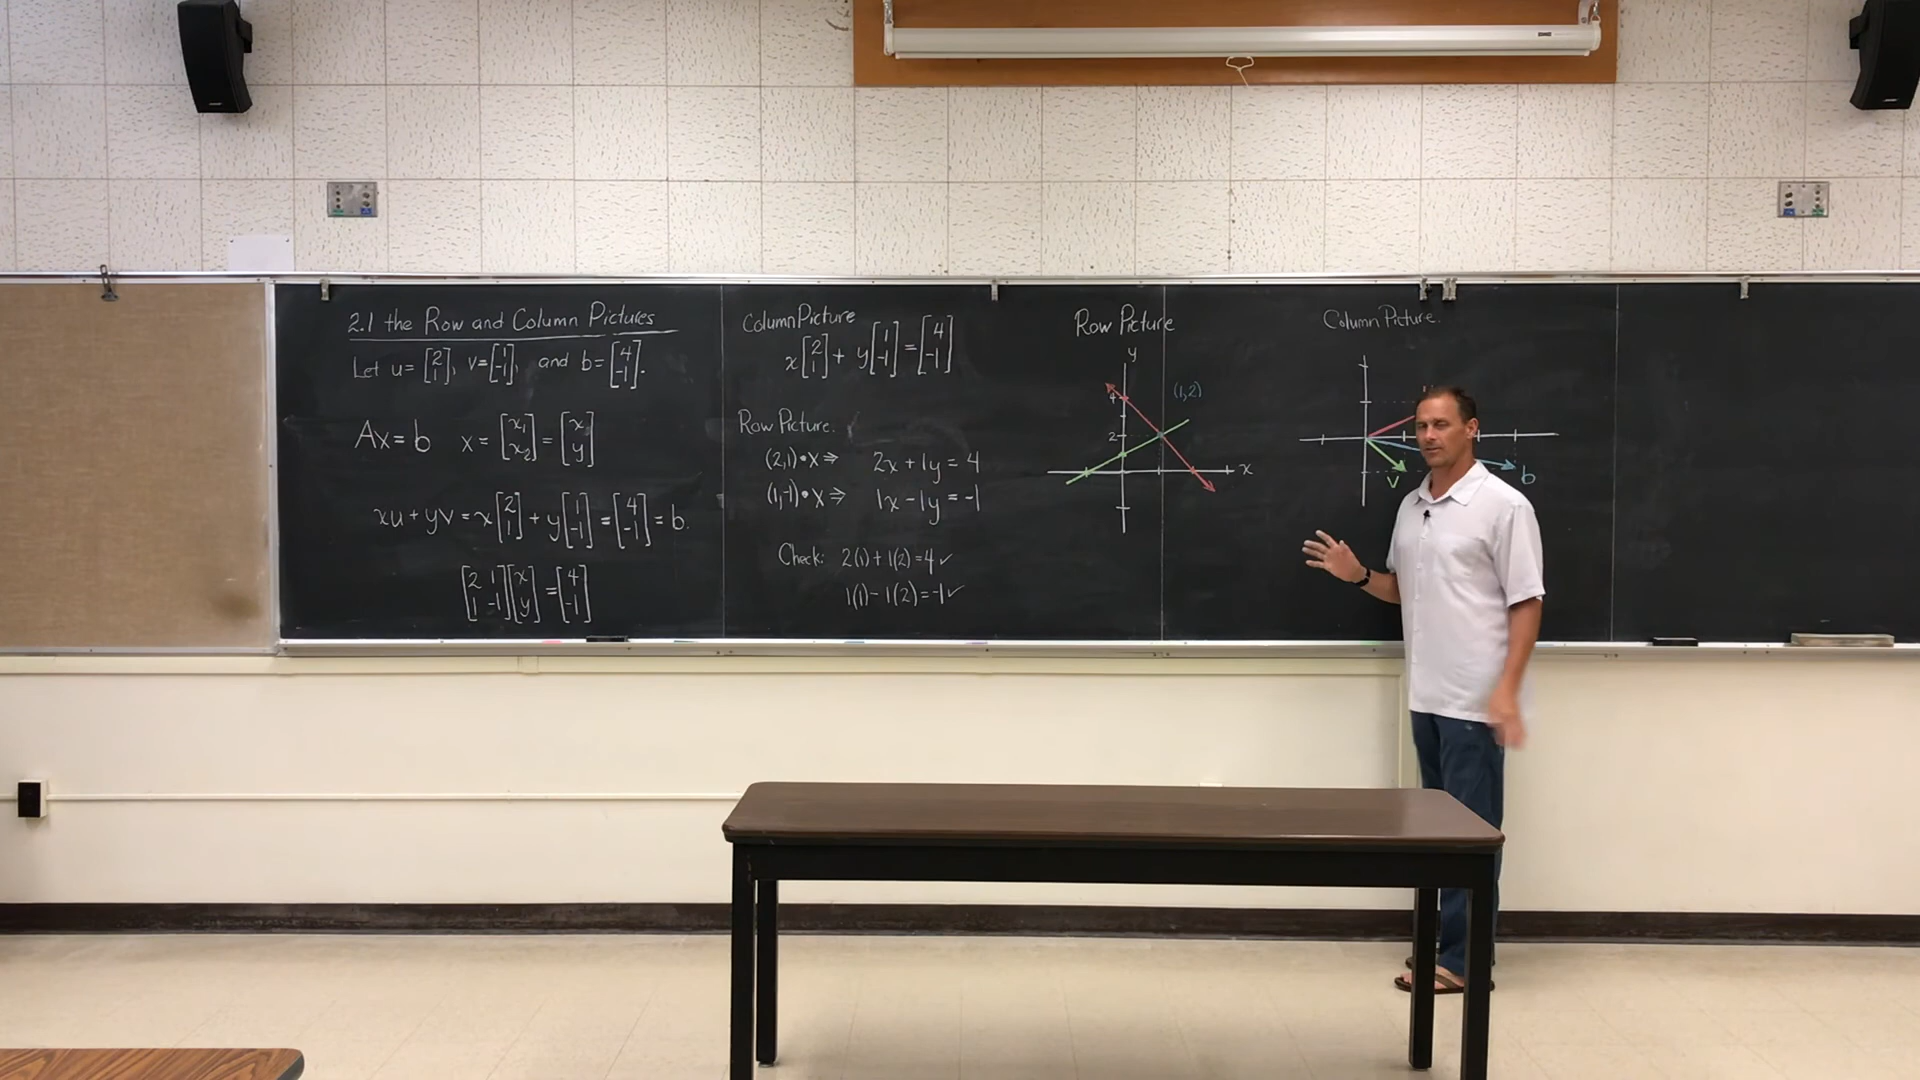 2.1 the Row and Column Pictures
Let u = [2 1], v = [1 -1], and b = [4 -1].
Ax = b x = [x₁ x₂] = [x y]
xu + yv = x[2 1] + y[1 -1] = [4 -1] = b.
[2 1 1 -1][x y] = [4 -1]
Column Picture
x[2 1] + y[1 -1] = [4 -1]
Row Picture.
(2,1)•x ⇒ 2x + 1y = 4
(1,-1)•x ⇒ 1x - 1y = -1
Check: 2(1) + 1(2) = 4 ✓
1(1) - 1(2) = -1 ✓
Row Picture
y
(1,2)
4
2
x
Column Picture.
v
b